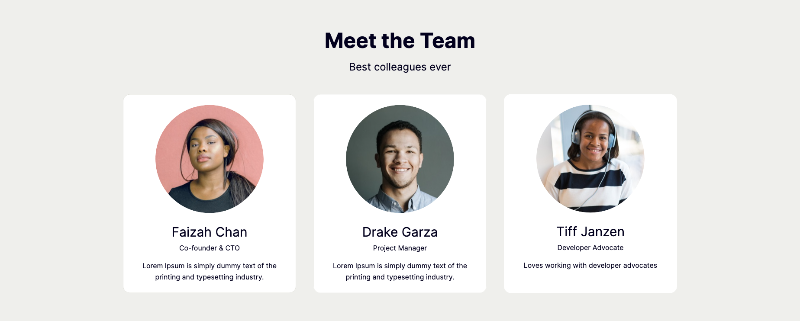 Meet the Team
Best colleagues ever
Faizah Chan
Co-founder & CTO
Lorem Ipsum is simply dummy text of the
printing and typesetting industry.
Drake Garza
Project Manager
Lorem Ipsum is simply dummy text of the
printing and typesetting industry.
Tiff Janzen
Developer Advocate
Loves working with developer advocates